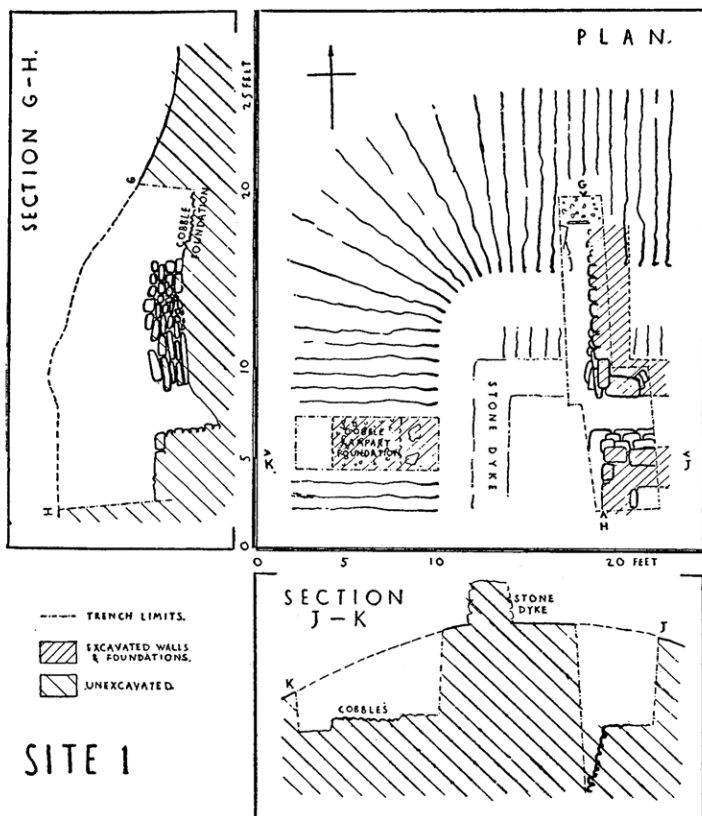 SECTION G-H.
G
H
COBBLE
FOUNDATION
25 FEET
20
10
5
0
PLAN.
G
STONE DYKE
COBBLE
RAMPART
FOUNDATION
K
J
H
0
5
10
20 FEET
TRENCH LIMITS.
EXCAVATED WALLS
& FOUNDATIONS.
UNEXCAVATED.
SITE 1
SECTION
J-K
STONE
DYKE
K
J
COBBLES